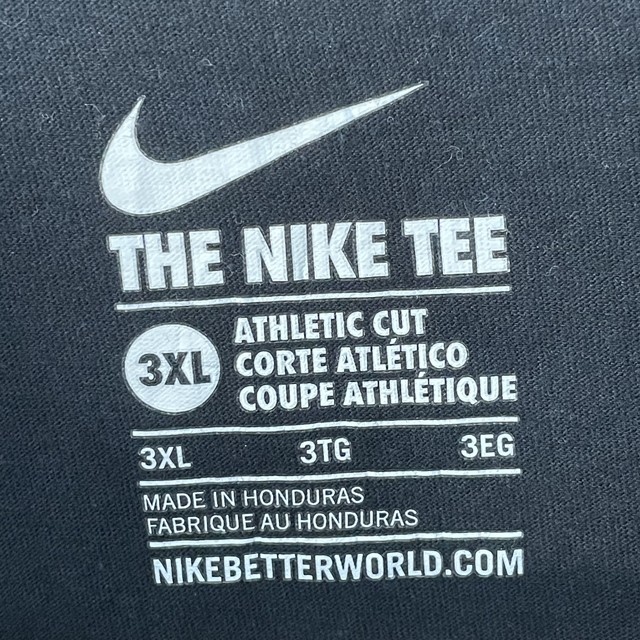 THE NIKE TEE
3XL
ATHLETIC CUT
CORTE ATLÉTICO
COUPE ATHLÉTIQUE
3XL 3TG 3EG
MADE IN HONDURAS
FABRIQUE AU HONDURAS
NIKEBETTERWORLD.COM